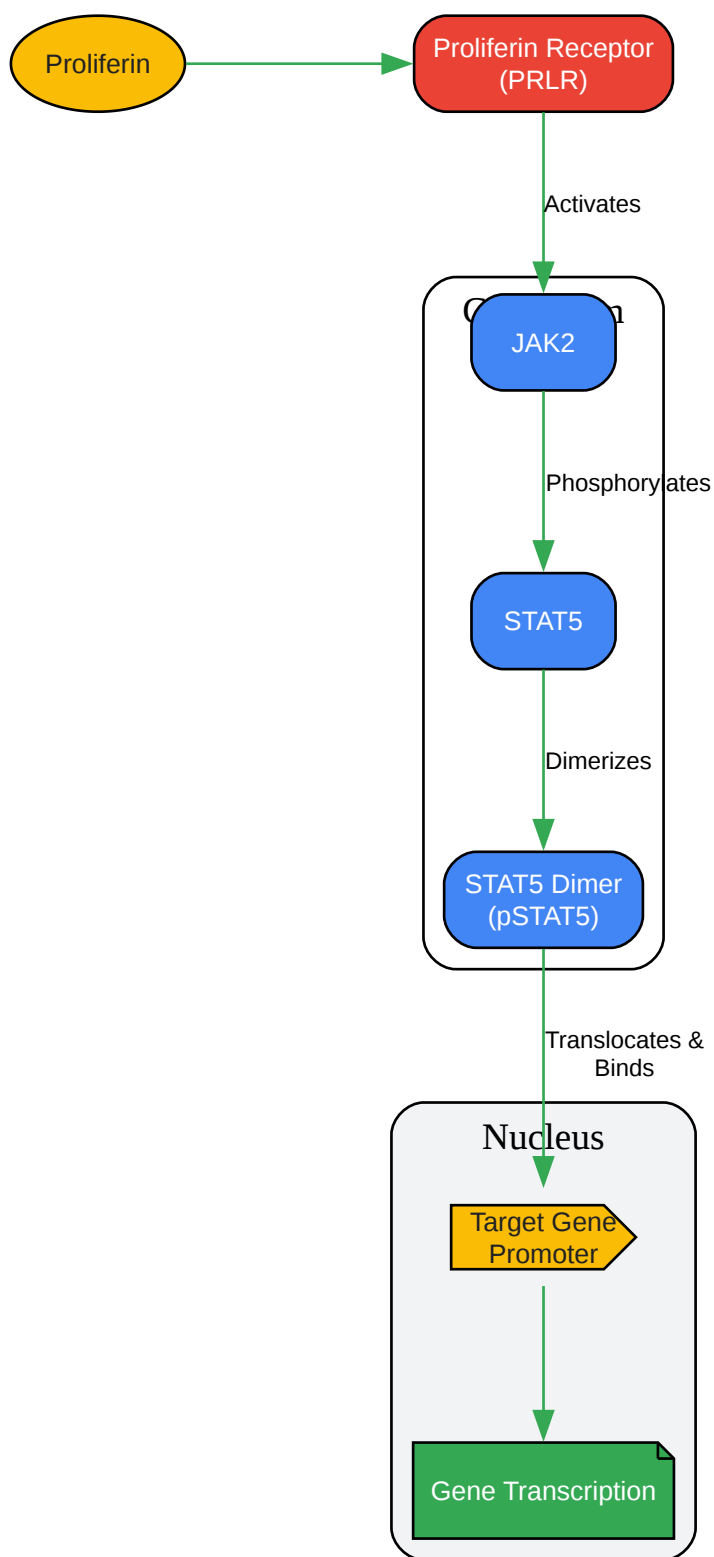 Proliferin
Proliferin Receptor
(PRLR)
Activates
JAK2
Phosphorylates
STAT5
Dimerizes
STAT5 Dimer
(pSTAT5)
Translocates &
Binds
Nucleus
Target Gene
Promoter
Gene Transcription